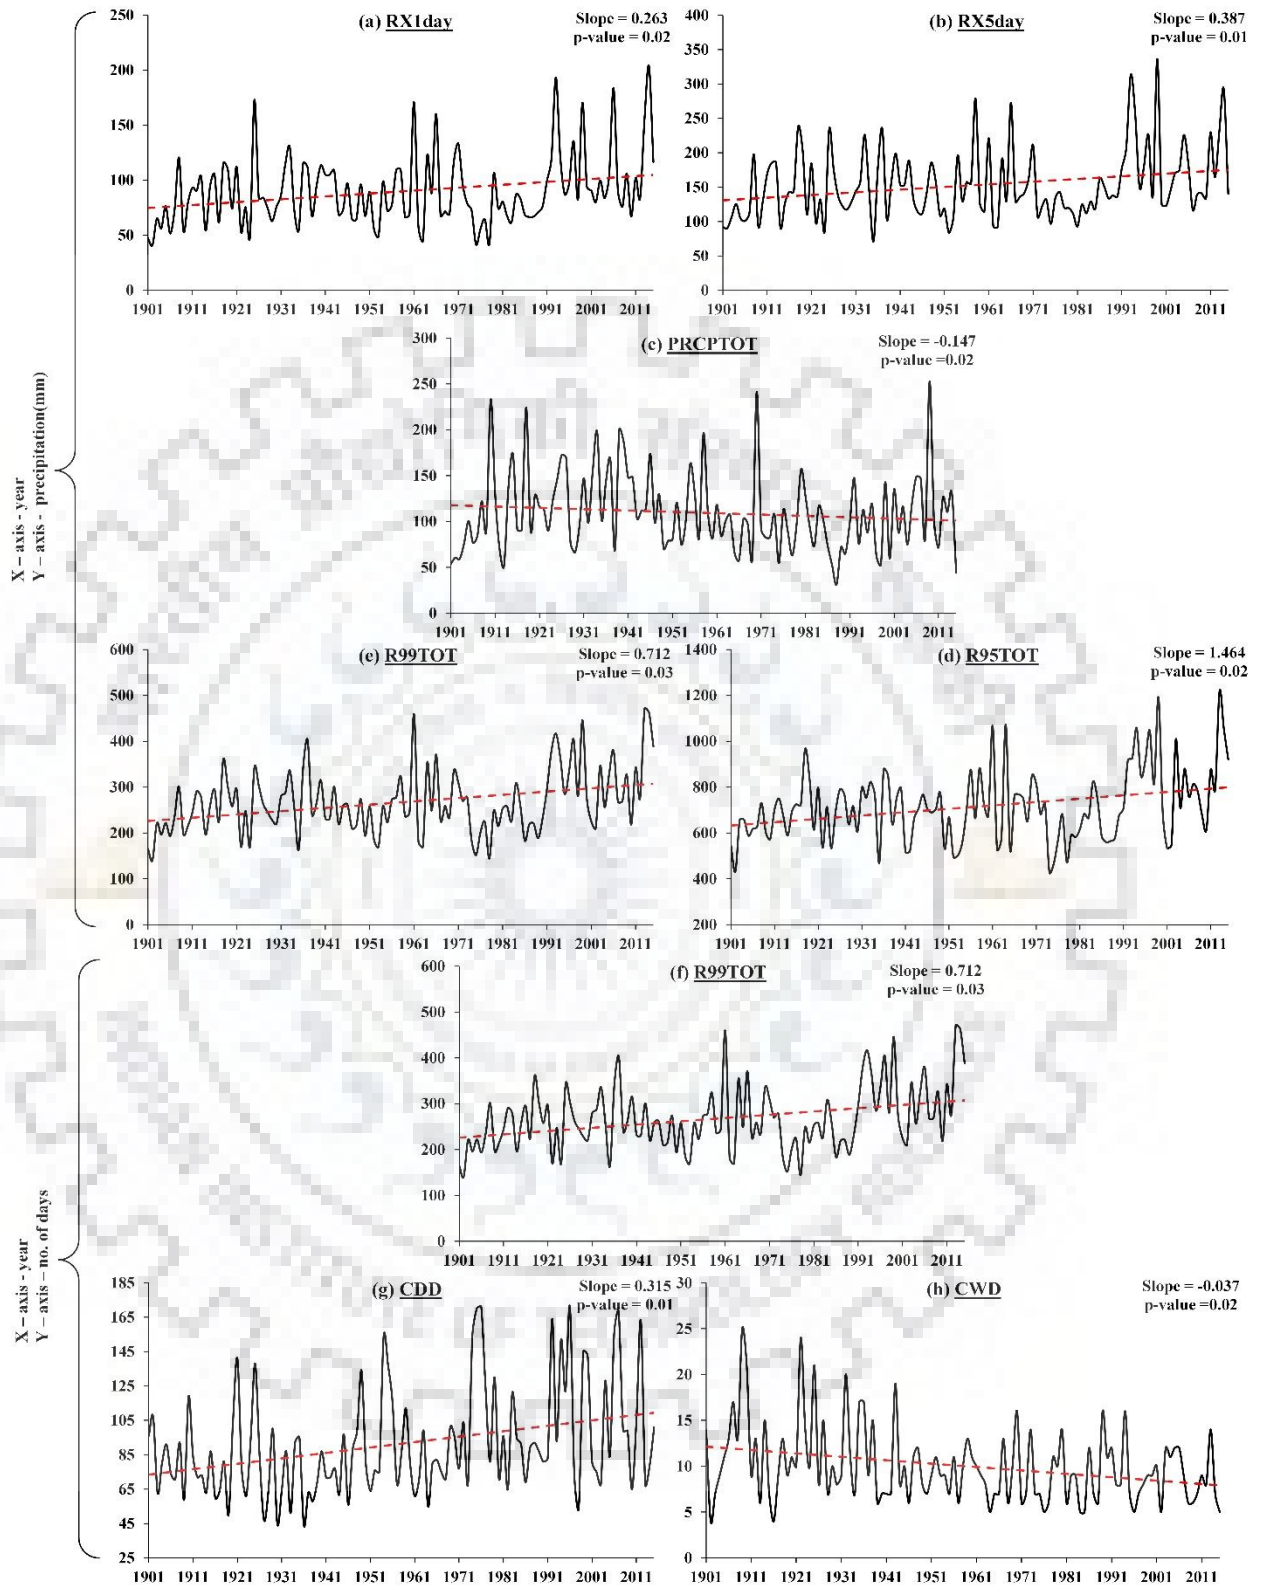 (a) RX1day
Slope = 0.263
p-value = 0.02
250
200
150
100
50
0
1901 1911 1921 1931 1941 1951 1961 1971 1981 1991 2001 2011
(b) RX5day
Slope = 0.387
p-value = 0.01
400
350
300
250
200
150
100
50
0
1901 1911 1921 1931 1941 1951 1961 1971 1981 1991 2001 2011
(c) PRCPTOT
Slope = -0.147
p-value =0.02
300
250
200
150
100
50
0
1901 1911 1921 1931 1941 1951 1961 1971 1981 1991 2001 2011
X – axis - year
Y – axis - precipitation(mm)
(e) R99TOT
Slope = 0.712
p-value = 0.03
600
500
400
300
200
100
0
1901 1911 1921 1931 1941 1951 1961 1971 1981 1991 2001 2011
(d) R95TOT
Slope = 1.464
p-value = 0.02
1400
1200
1000
800
600
400
200
1901 1911 1921 1931 1941 1951 1961 1971 1981 1991 2001 2011
(f) R99TOT
Slope = 0.712
p-value = 0.03
600
500
400
300
200
100
0
1901 1911 1921 1931 1941 1951 1961 1971 1981 1991 2001 2011
X – axis - year
Y – axis – no. of days
(g) CDD
Slope = 0.315
p-value = 0.01
185
165
145
125
105
85
65
45
25
1901 1911 1921 1931 1941 1951 1961 1971 1981 1991 2001 2011
(h) CWD
Slope = -0.037
p-value =0.02
30
25
20
15
10
5
0
1901 1911 1921 1931 1941 1951 1961 1971 1981 1991 2001 2011